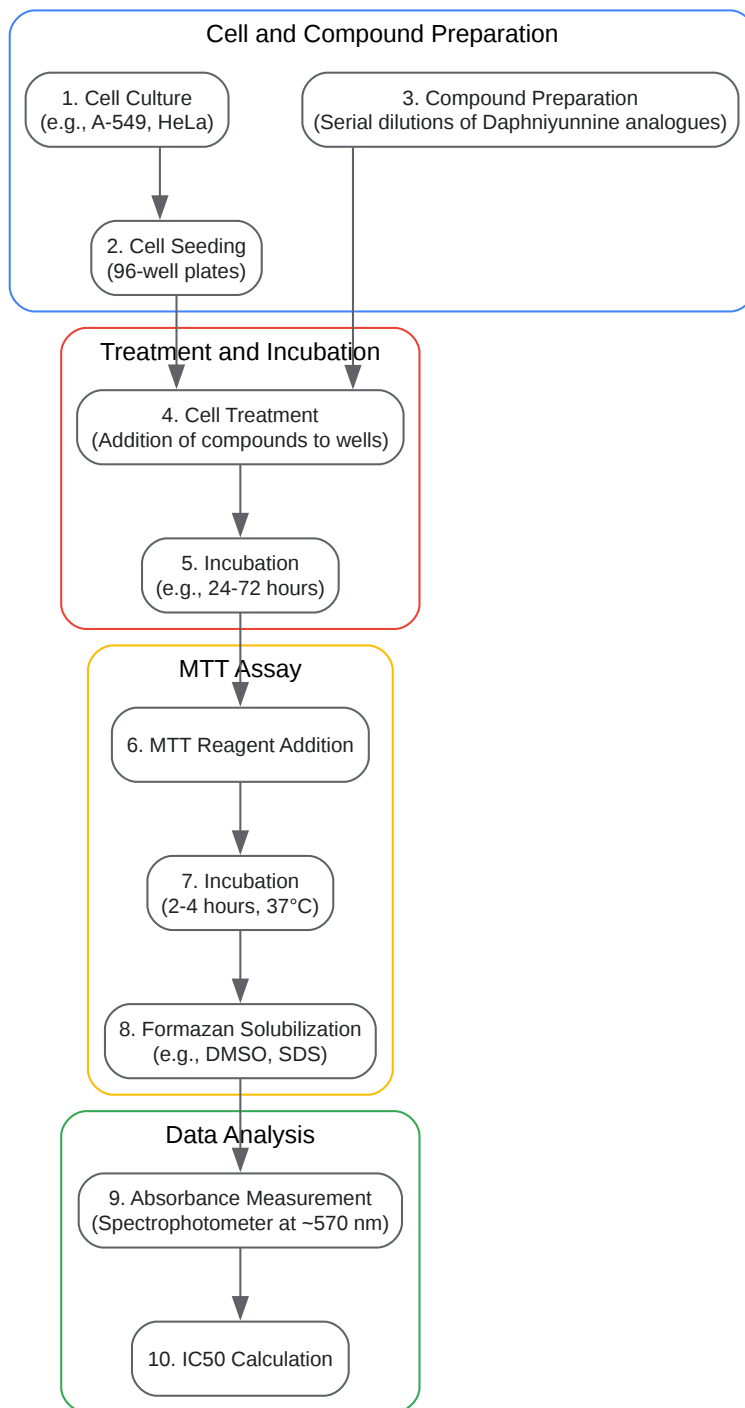 Cell and Compound Preparation
1. Cell Culture
(e.g., A-549, HeLa)
3. Compound Preparation
(Serial dilutions of Daphniyunnine analogues)
2. Cell Seeding
(96-well plates)
Treatment and Incubation
4. Cell Treatment
(Addition of compounds to wells)
5. Incubation
(e.g., 24-72 hours)
MTT Assay
6. MTT Reagent Addition
7. Incubation
(2-4 hours, 37°C)
8. Formazan Solubilization
(e.g., DMSO, SDS)
Data Analysis
9. Absorbance Measurement
(Spectrophotometer at ~570 nm)
10. IC50 Calculation